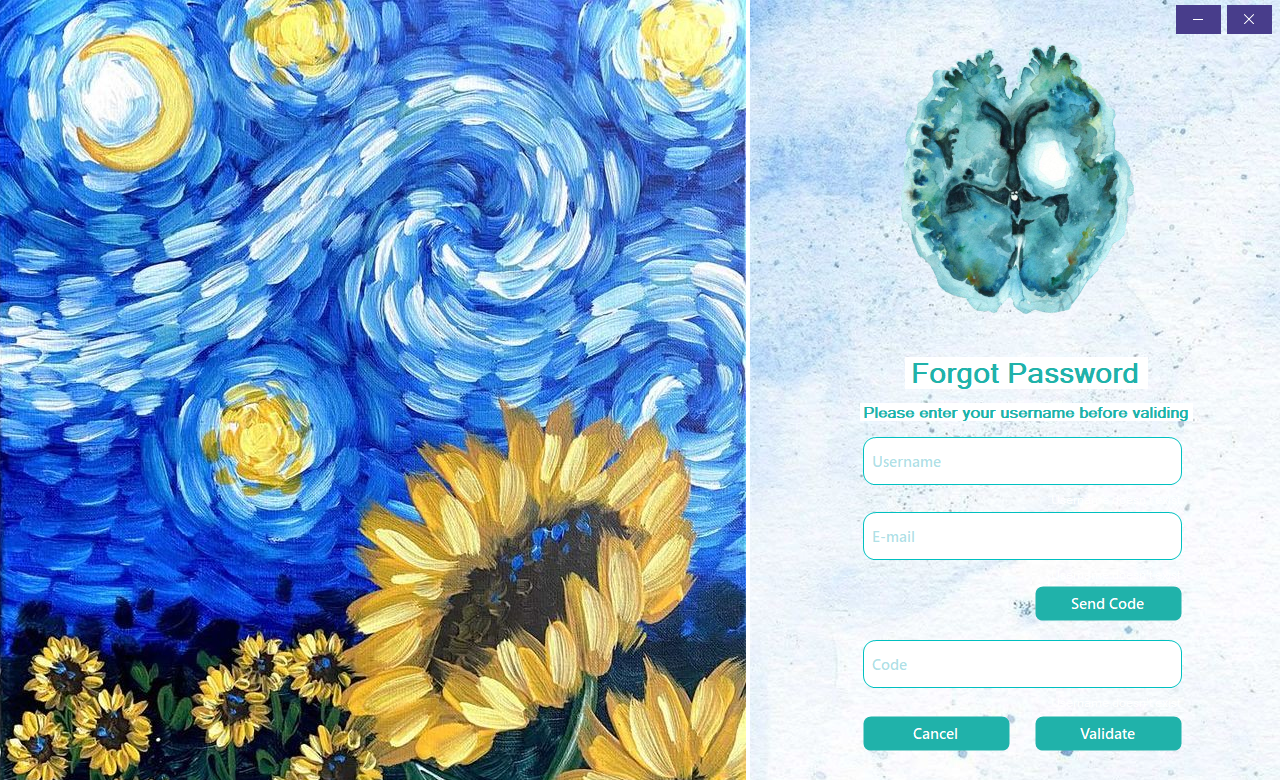 Forgot Password
Please enter your username before validing
Username
E-mail
Send Code
Code
Cancel
Validate